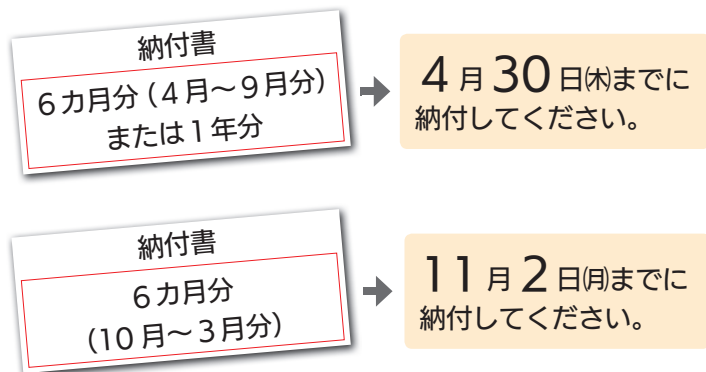 納付書
6カ月分（4月～9月分）
または1年分
4月30日㈭までに
納付してください。
納付書
6カ月分
（10月～3月分）
11月2日㈪までに
納付してください。